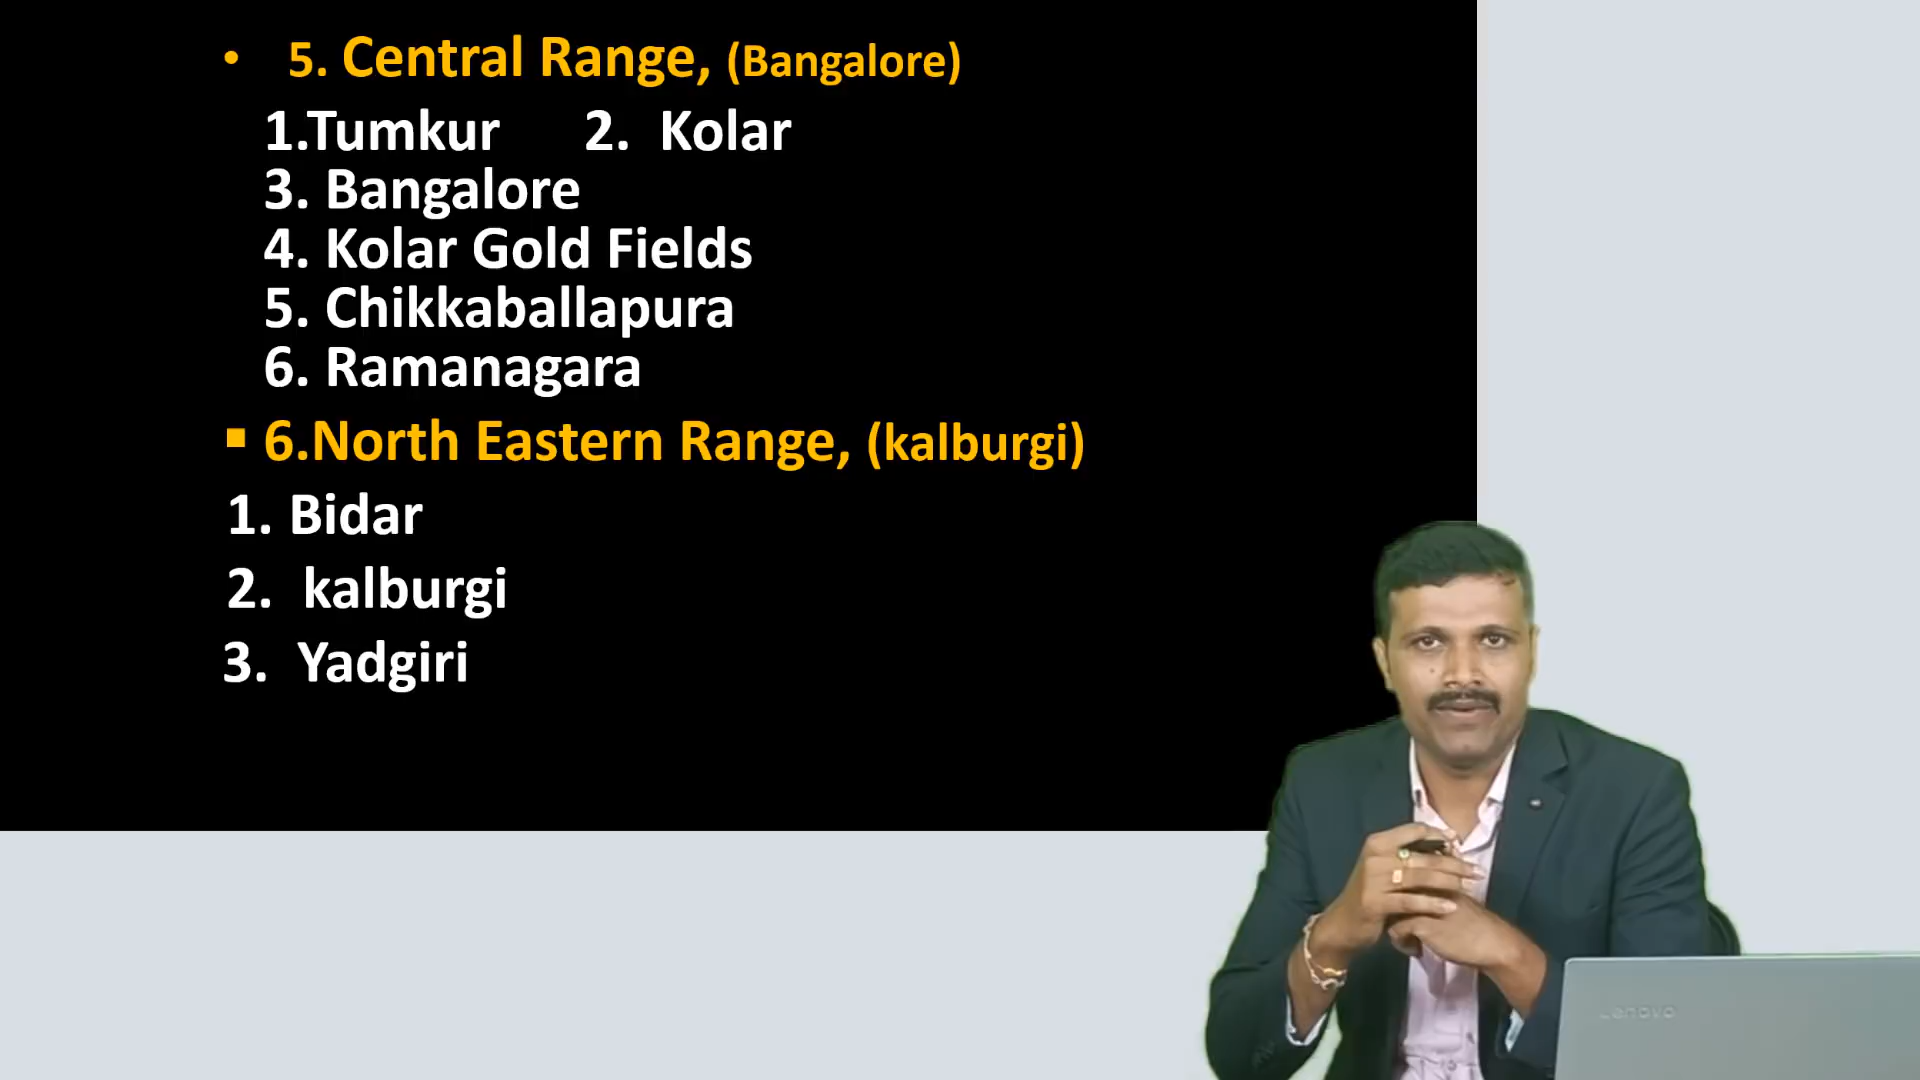 • 5. Central Range, (Bangalore)
1.Tumkur 2. Kolar
3. Bangalore
4. Kolar Gold Fields
5. Chikkaballapura
6. Ramanagara
▪ 6.North Eastern Range, (kalburgi)
1. Bidar
2. kalburgi
3. Yadgiri
Lenovo